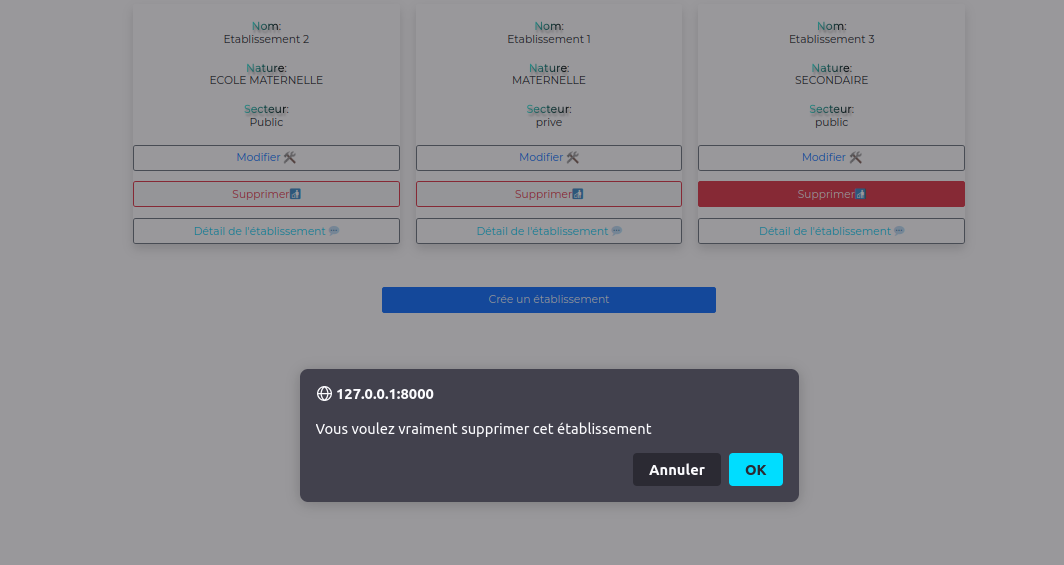 Nom:
Etablissement 2
Nature:
ECOLE MATERNELLE
Secteur:
Public
Modifier 🛠
Supprimer🚮
Détail de l'établissement 💬
Nom:
Etablissement 1
Nature:
MATERNELLE
Secteur:
prive
Modifier 🛠
Supprimer🚮
Détail de l'établissement 💬
Nom:
Etablissement 3
Nature:
SECONDAIRE
Secteur:
public
Modifier 🛠
Supprimer🚮
Détail de l'établissement 💬
Crée un établissement
127.0.0.1:8000
Vous voulez vraiment supprimer cet établissement
Annuler
OK